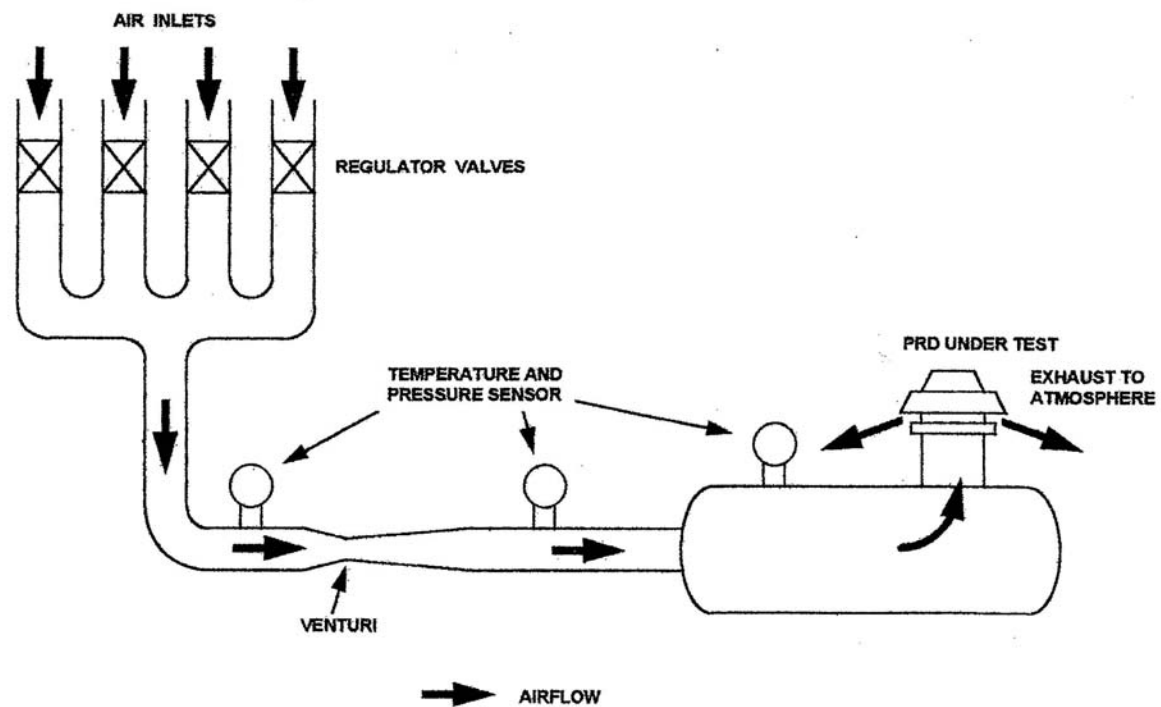 AIR INLETS
REGULATOR VALVES
PRD UNDER TEST
TEMPERATURE AND
PRESSURE SENSOR
EXHAUST TO
ATMOSPHERE
VENTURI
AIRFLOW